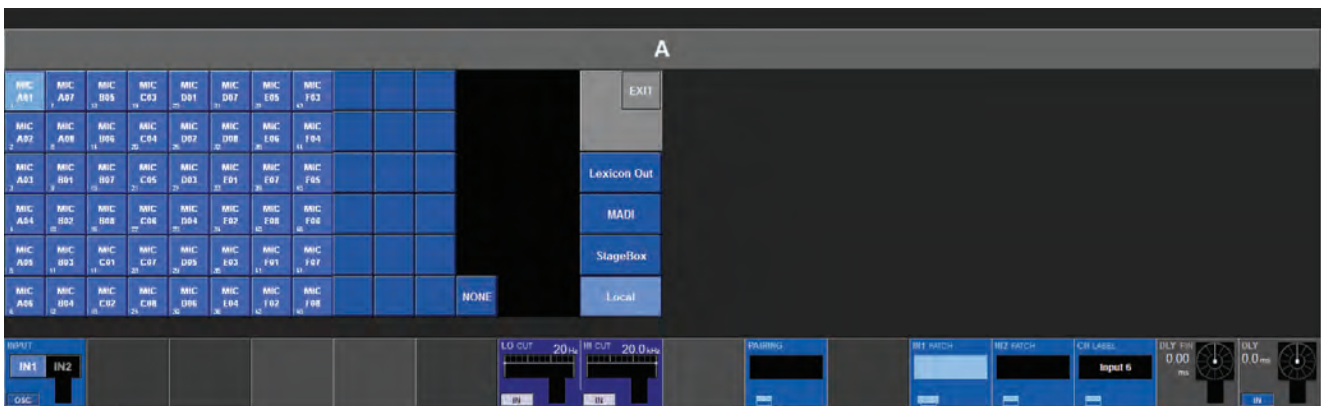 A
MIC A01 MIC A07 MIC B05 MIC C03 MIC D01 MIC D07 MIC E05 MIC F03 EXIT
MIC A02 MIC A08 MIC B06 MIC C04 MIC D02 MIC D08 MIC E06 MIC F04
MIC A03 MIC B01 MIC B07 MIC C05 MIC D03 MIC E01 MIC E07 MIC F05 Lexicon Out
MIC A04 MIC B02 MIC B08 MIC C06 MIC D04 MIC E02 MIC E08 MIC F06 MADI
MIC A05 MIC B03 MIC C01 MIC C07 MIC D05 MIC E03 MIC F01 MIC F07 StageBox
MIC A06 MIC B04 MIC C02 MIC C08 MIC D06 MIC E04 MIC F02 MIC F08 NONE Local
INPUT LO CUT 20 Hz HI CUT 20.0 kHz PAIRING IN1 PATCH IN2 PATCH CH LABEL DLY FIN 0.00 ms DLY 0.0 ms
IN1 IN2 Input 6
OSC IN IN IN